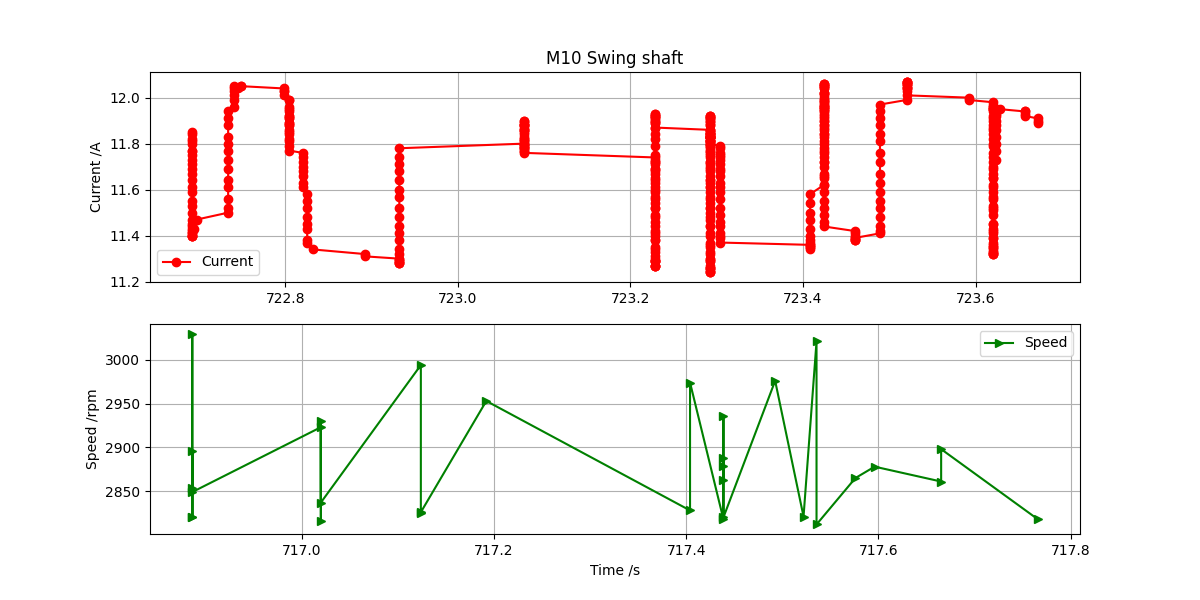 M10 Swing shaft
Current /A
12.0
11.8
11.6
11.4
11.2
Current
722.8 723.0 723.2 723.4 723.6
Speed /rpm
3000
2950
2900
2850
Speed
717.0 717.2 717.4 717.6 717.8
Time /s